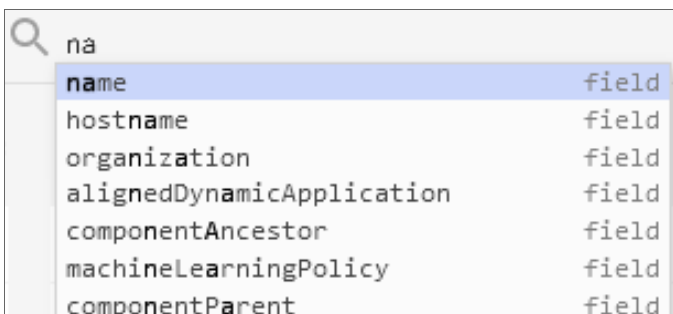 na
name field
hostname field
organization field
alignedDynamicApplication field
componentAncestor field
machineLearningPolicy field
componentParent field